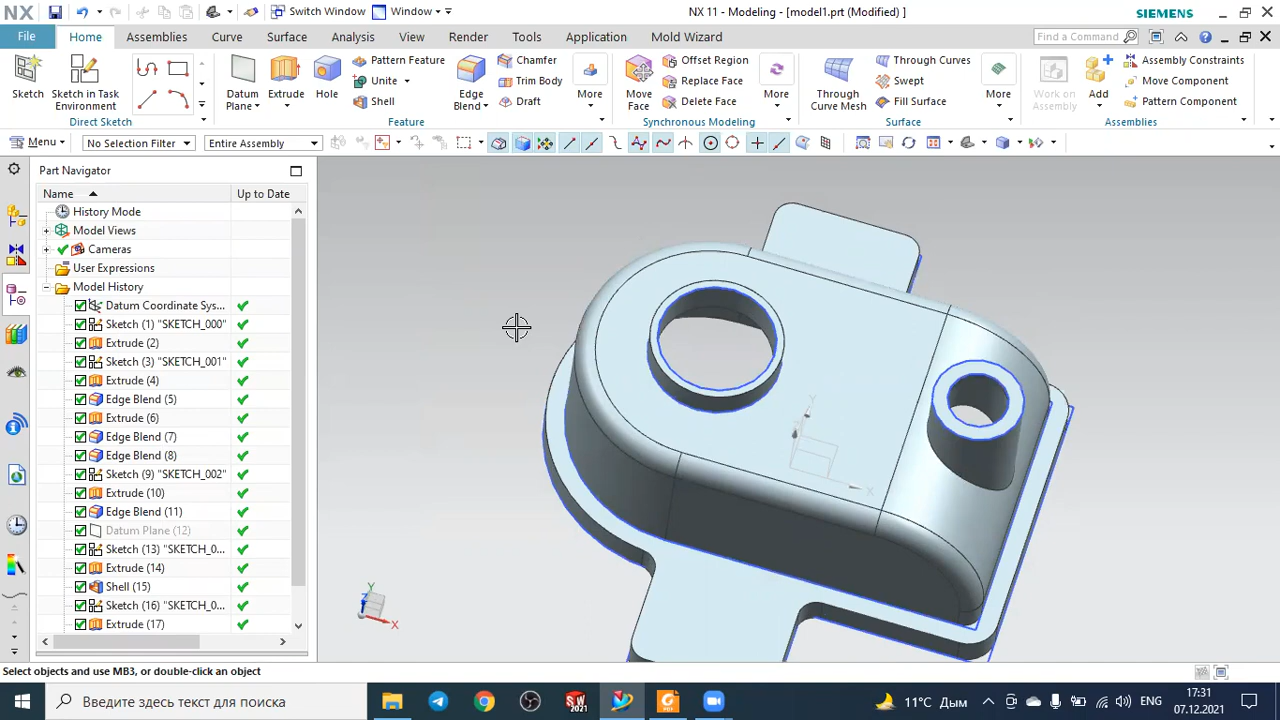 NX Switch Window Window NX 11 - Modeling - [model1.prt (Modified) ] SIEMENS
File Home Assemblies Curve Surface Analysis View Render Tools Application Mold Wizard Find a Command
Sketch Sketch in Task Environment Direct Sketch
Datum Plane Extrude Hole Pattern Feature Unite Shell Edge Blend Chamfer Trim Body Draft More Feature
Move Face Offset Region Replace Face Delete Face More Synchronous Modeling
Through Curve Mesh Through Curves Swept Fill Surface More Surface
Work on Assembly Add Assembly Constraints Move Component Pattern Component Assemblies
Menu No Selection Filter Entire Assembly
Part Navigator
Name Up to Date
History Mode
Model Views
Cameras
User Expressions
Model History
Datum Coordinate Sys...
Sketch (1) "SKETCH_000"
Extrude (2)
Sketch (3) "SKETCH_001"
Extrude (4)
Edge Blend (5)
Extrude (6)
Edge Blend (7)
Edge Blend (8)
Sketch (9) "SKETCH_002"
Extrude (10)
Edge Blend (11)
Datum Plane (12)
Sketch (13) "SKETCH_0...
Extrude (14)
Shell (15)
Sketch (16) "SKETCH_0...
Extrude (17)
Y
X
Y
Z
X
Select objects and use MB3, or double-click an object
Введите здесь текст для поиска
SW
2021
PDF
11°C Дым
ENG
17:31
07.12.2021